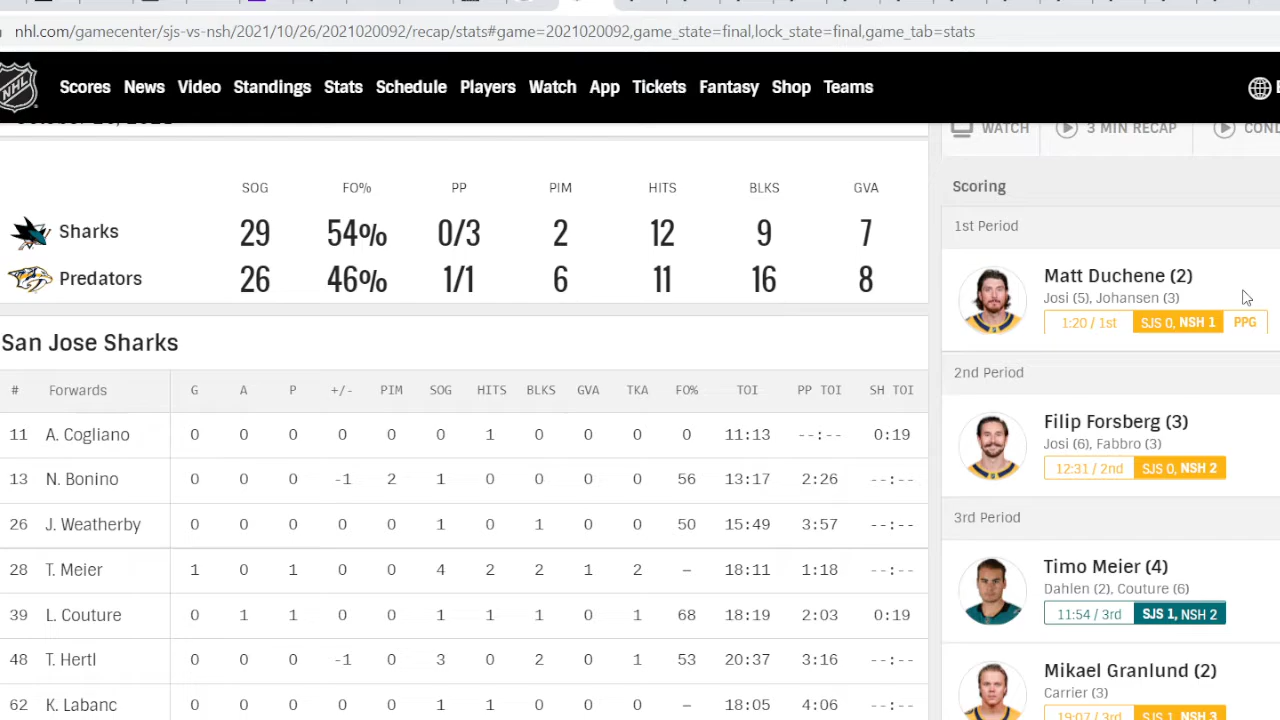 nhl.com/gamecenter/sjs-vs-nsh/2021/10/26/2021020092/recap/stats#game=2021020092,game_state=final,lock_state=final,game_tab=stats
NHL Scores News Video Standings Stats Schedule Players Watch App Tickets Fantasy Shop Teams
SOG FO% PP PIM HITS BLKS GVA
Sharks 29 54% 0/3 2 12 9 7
Predators 26 46% 1/1 6 11 16 8
San Jose Sharks
# Forwards G A P +/- PIM SOG HITS BLKS GVA TKA FO% TOI PP TOI SH TOI
11 A. Cogliano 0 0 0 0 0 0 1 0 0 0 0 11:13 --:-- 0:19
13 N. Bonino 0 0 0 -1 2 1 0 0 0 0 56 13:17 2:26 --:--
26 J. Weatherby 0 0 0 0 0 1 0 1 0 0 50 15:49 3:57 --:--
28 T. Meier 1 0 1 0 0 4 2 2 1 2 – 18:11 1:18 --:--
39 L. Couture 0 1 1 0 0 1 1 1 0 1 68 18:19 2:03 0:19
48 T. Hertl 0 0 0 -1 0 3 0 2 0 1 53 20:37 3:16 --:--
62 K. Labanc 0 0 0 0 0 1 1 0 0 0 – 18:05 4:06 --:--
WATCH 3 MIN RECAP
Scoring
1st Period
Matt Duchene (2)
Josi (5), Johansen (3)
1:20 / 1st SJS 0, NSH 1 PPG
2nd Period
Filip Forsberg (3)
Josi (6), Fabbro (3)
12:31 / 2nd SJS 0, NSH 2
3rd Period
Timo Meier (4)
Dahlen (2), Couture (6)
11:54 / 3rd SJS 1, NSH 2
Mikael Granlund (2)
Carrier (3)
19:07 / 3rd SJS 1, NSH 3